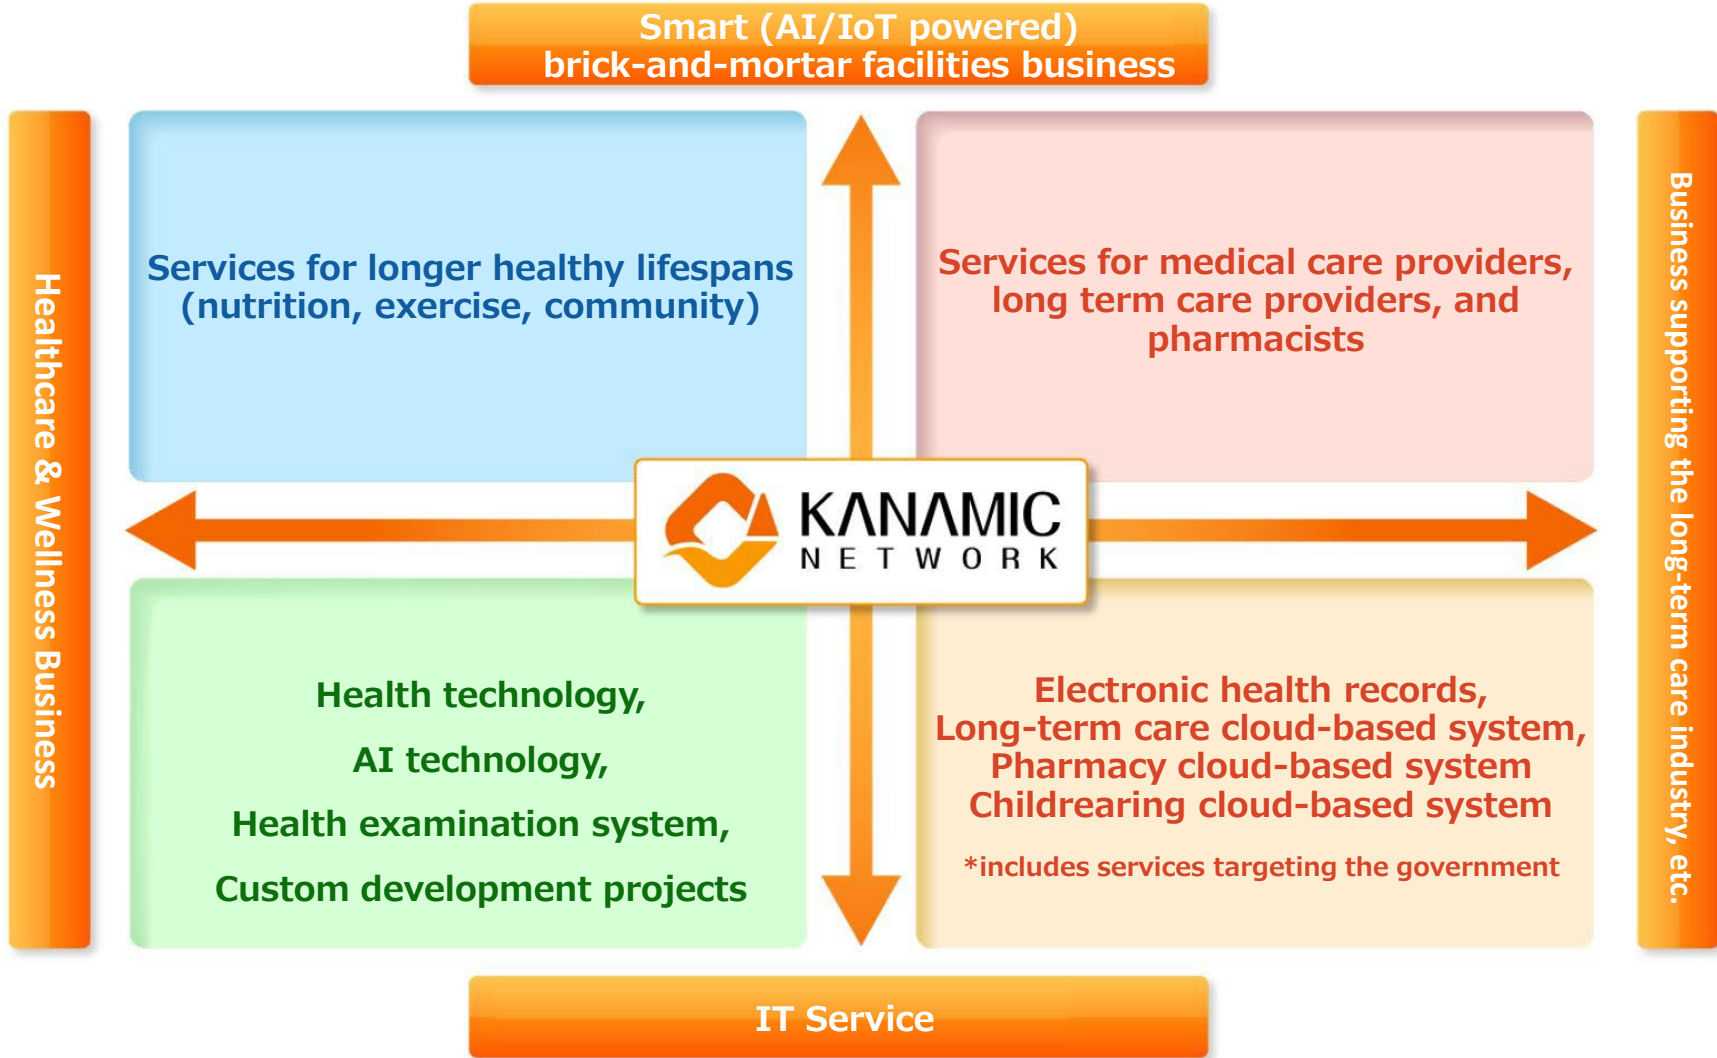 Smart (AI/IoT powered)
brick-and-mortar facilities business
Healthcare & Wellness Business
Services for longer healthy lifespans
(nutrition, exercise, community)
Services for medical care providers,
long term care providers, and
pharmacists
Business supporting the long-term care industry, etc.
KANAMIC
NETWORK
Health technology,
AI technology,
Health examination system,
Custom development projects
Electronic health records,
Long-term care cloud-based system,
Pharmacy cloud-based system
Childrearing cloud-based system
*includes services targeting the government
IT Service